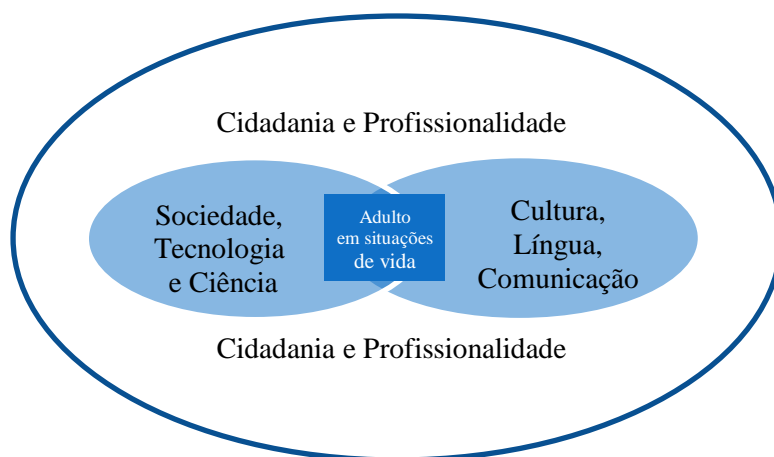 Cidadania e Profissionalidade
Sociedade,
Tecnologia
e Ciência
Adulto
em situações
de vida
Cultura,
Língua,
Comunicação
Cidadania e Profissionalidade